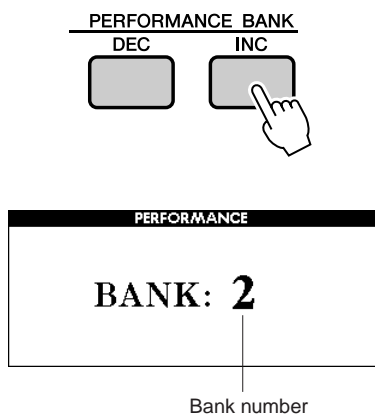 PERFORMANCE BANK
DEC INC
PERFORMANCE
BANK: 2
Bank number